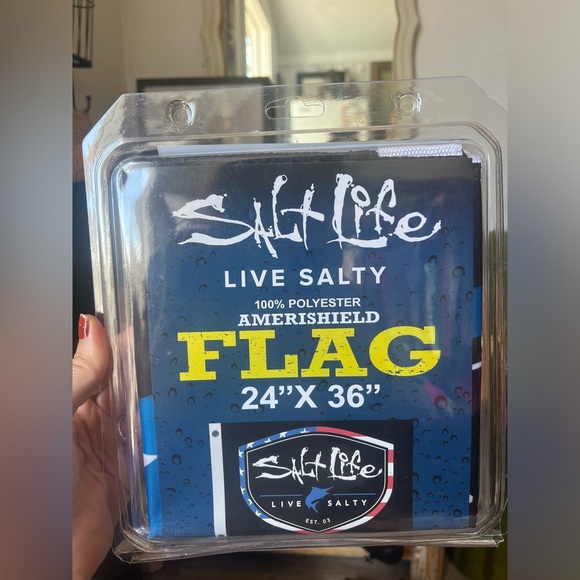 Salt Life
LIVE SALTY
100% POLYESTER
AMERISHIELD
FLAG
24”X 36”
Salt Life
LIVE SALTY
EST. 03